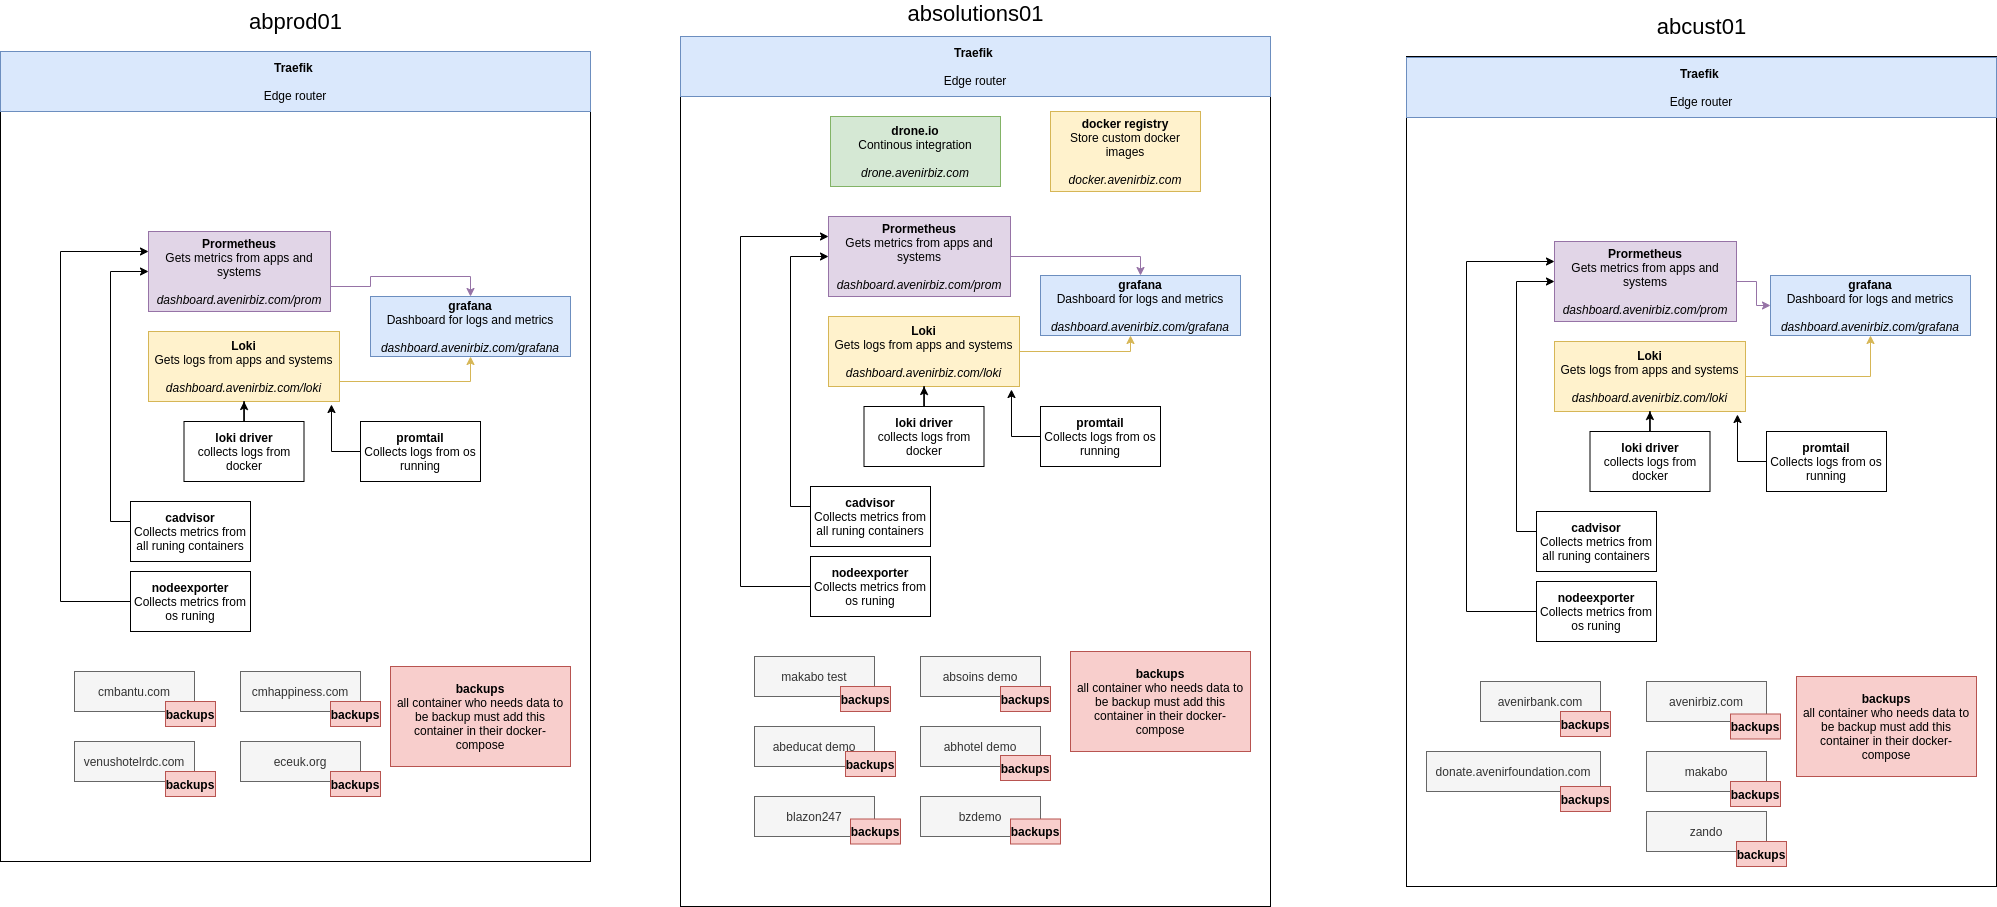 abprod01
Traefik
Edge router
Prormetheus
Gets metrics from apps and
systems
dashboard.avenirbiz.com/prom
grafana
Dashboard for logs and metrics
dashboard.avenirbiz.com/grafana
Loki
Gets logs from apps and systems
dashboard.avenirbiz.com/loki
loki driver
collects logs from
docker
promtail
Collects logs from os
running
cadvisor
Collects metrics from
all runing containers
nodeexporter
Collects metrics from
os runing
cmbantu.com
backups
cmhappiness.com
backups
venushotelrdc.com
backups
eceuk.org
backups
backups
all container who needs data to
be backup must add this
container in their docker-
compose
absolutions01
Traefik
Edge router
drone.io
Continous integration
drone.avenirbiz.com
docker registry
Store custom docker
images
docker.avenirbiz.com
Prormetheus
Gets metrics from apps and
systems
dashboard.avenirbiz.com/prom
grafana
Dashboard for logs and metrics
dashboard.avenirbiz.com/grafana
Loki
Gets logs from apps and systems
dashboard.avenirbiz.com/loki
loki driver
collects logs from
docker
promtail
Collects logs from os
running
cadvisor
Collects metrics from
all runing containers
nodeexporter
Collects metrics from
os runing
makabo test
backups
absoins demo
backups
abeducat demo
backups
abhotel demo
backups
blazon247
backups
bzdemo
backups
backups
all container who needs data to
be backup must add this
container in their docker-
compose
abcust01
Traefik
Edge router
Prormetheus
Gets metrics from apps and
systems
dashboard.avenirbiz.com/prom
grafana
Dashboard for logs and metrics
dashboard.avenirbiz.com/grafana
Loki
Gets logs from apps and systems
dashboard.avenirbiz.com/loki
loki driver
collects logs from
docker
promtail
Collects logs from os
running
cadvisor
Collects metrics from
all runing containers
nodeexporter
Collects metrics from
os runing
avenirbank.com
backups
avenirbiz.com
backups
donate.avenirfoundation.com
backups
makabo
backups
zando
backups
backups
all container who needs data to
be backup must add this
container in their docker-
compose